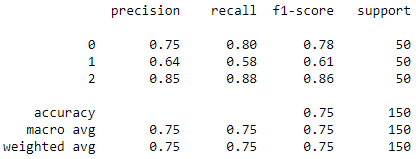 precision recall f1-score support
0 0.75 0.80 0.78 50
1 0.64 0.58 0.61 50
2 0.85 0.88 0.86 50
accuracy 0.75 150
macro avg 0.75 0.75 0.75 150
weighted avg 0.75 0.75 0.75 150